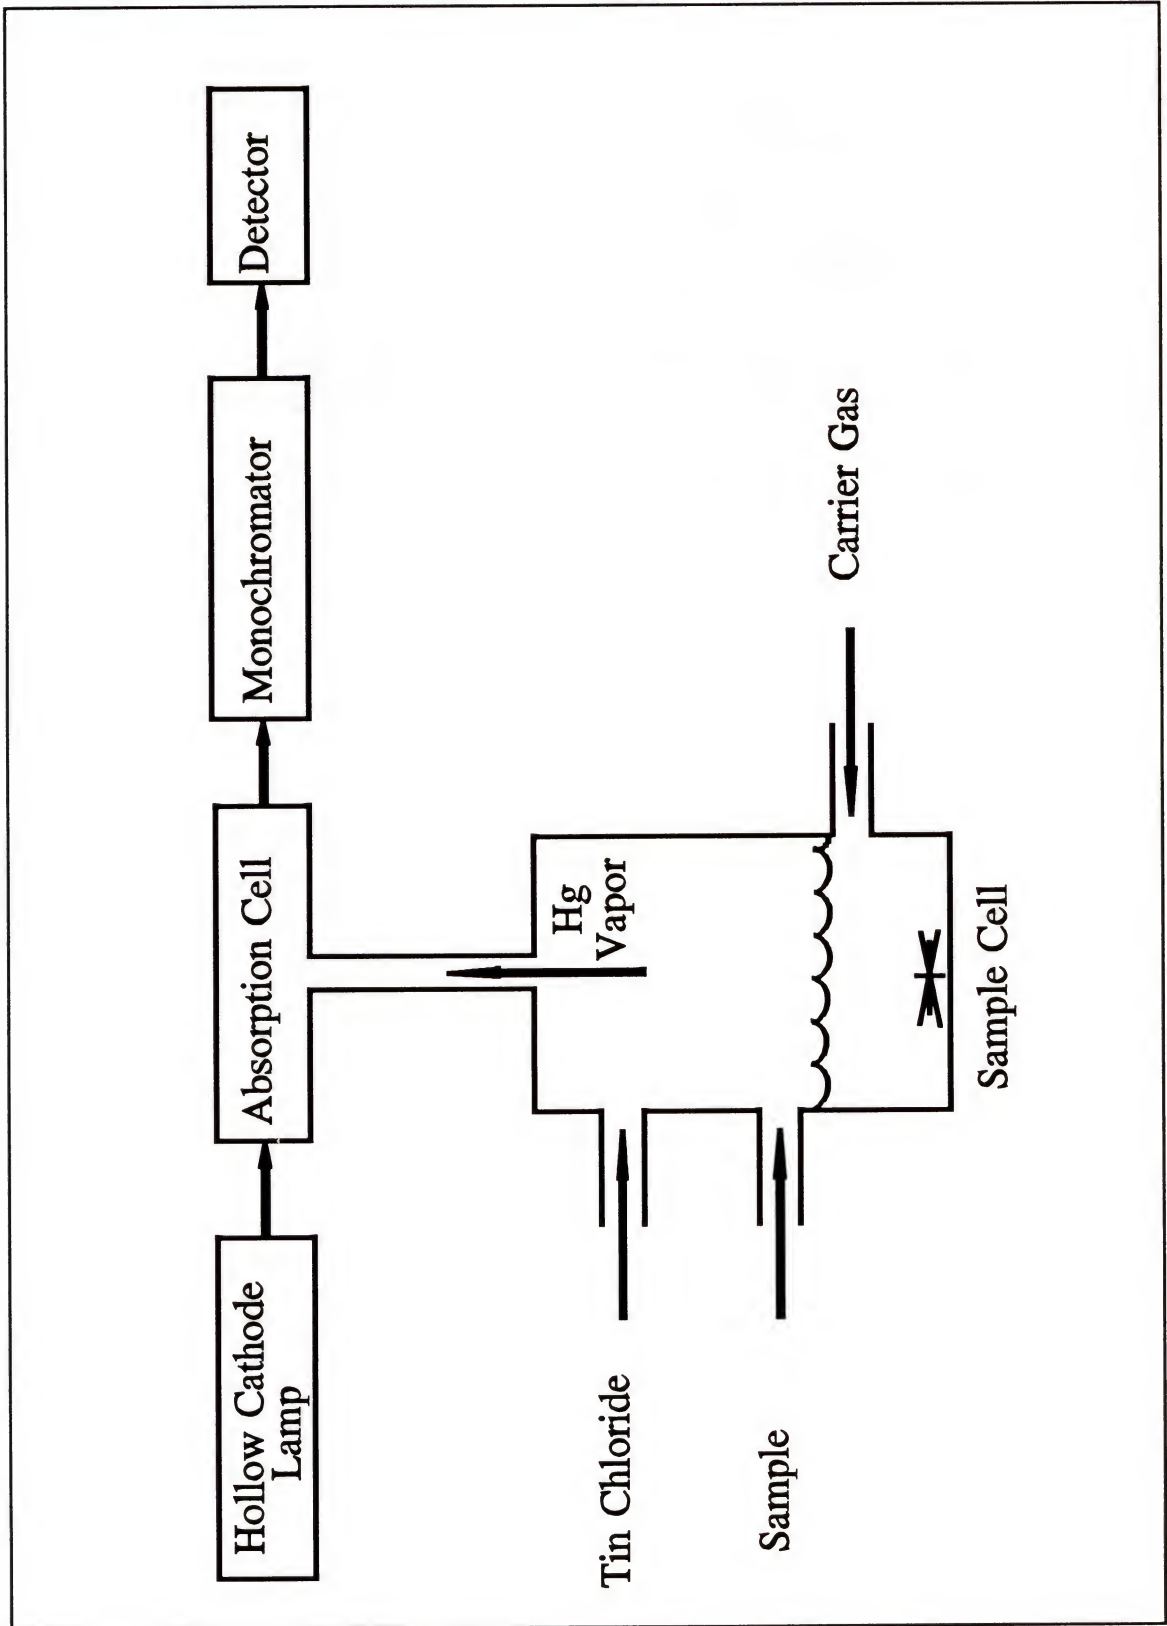 Hollow Cathode
Lamp
Absorption Cell
Monochromator
Detector
Hg
Vapor
Tin Chloride
Sample
Carrier Gas
Sample Cell